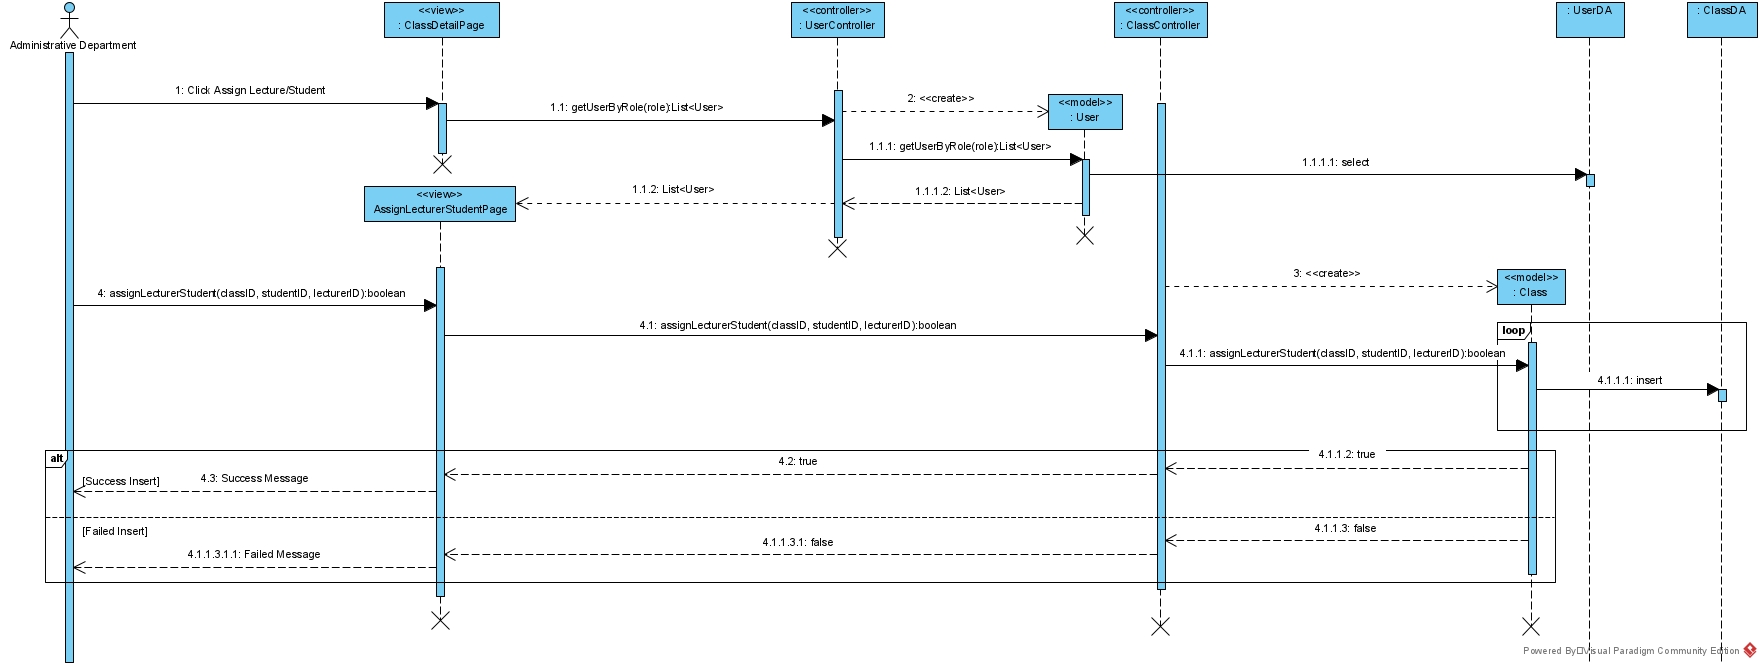 <<view>>
: ClassDetailPage
<<controller>>
: UserController
<<controller>>
: ClassController
: UserDA
: ClassDA
Administrative Department
1: Click Assign Lecture/Student
1.1: getUserByRole(role):List<User>
2: <<create>>
<<model>>
: User
1.1.1: getUserByRole(role):List<User>
1.1.1.1: select
<<view>>
AssignLecturerStudentPage
1.1.2: List<User>
1.1.1.2: List<User>
3: <<create>>
<<model>>
: Class
4: assignLecturerStudent(classID, studentID, lecturerID):boolean
4.1: assignLecturerStudent(classID, studentID, lecturerID):boolean
loop
4.1.1: assignLecturerStudent(classID, studentID, lecturerID):boolean
4.1.1.1: insert
alt
4.2: true
4.1.1.2: true
[Success Insert]
4.3: Success Message
[Failed Insert]
4.1.1.3: false
4.1.1.3.1: false
4.1.1.3.1.1: Failed Message
Powered By□Visual Paradigm Community Edition